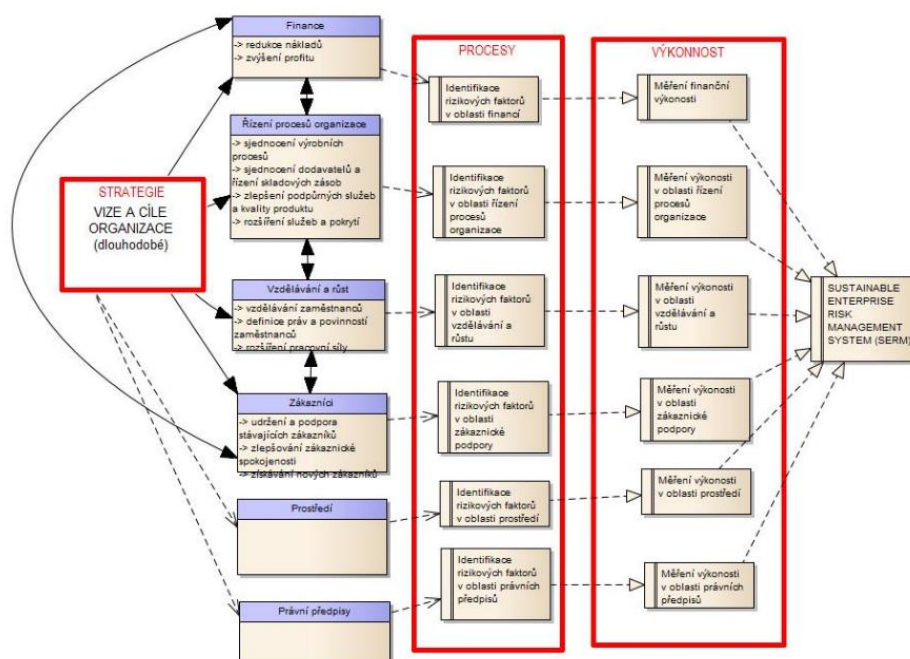 Finance
-> redukce nákladů
-> zvýšení profitu
Řízení procesů organizace
-> sjednocení výrobních
procesů
-> sjednocení dodavatelů a
řízení skladových zásob
-> zlepšení podpůrných služeb
a kvality produktu
-> rozšíření služeb a pokrytí
STRATEGIE
VIZE A CÍLE
ORGANIZACE
(dlouhodobé)
Vzdělávání a růst
-> vzdělávání zaměstnanců
-> definice práv a povinností
zaměstnanců
-> rozšíření pracovní síly
Zákazníci
-> udržení a podpora
stávajících zákazníků
-> zlepšování zákaznické
spokojenosti
-> získávání nových zákazníků
Prostředí
Právní předpisy
PROCESY
Identifikace
rizikových faktorů
v oblasti financí
Identifikace
rizikových faktorů
v oblasti řízení
procesů
organizace
Identifikace
rizikových faktorů
v oblasti
vzdělávání a
růstu
Identifikace
rizikových faktorů
v oblasti
zákaznické
podpory
Identifikace
rizikových faktorů
v oblasti prostředí
Identifikace
rizikových faktorů
v oblasti právních
předpisů
VÝKONNOST
Měření finanční
výkonosti
Měření výkonosti
v oblasti řízení
procesů
organizace
Měření výkonosti
v oblasti
vzdělávání a
růstu
Měření výkonosti
v oblasti
zákaznické
podpory
Měření výkonosti
v oblasti prostředí
Měření výkonosti
v oblasti právních
předpisů
SUSTAINABLE
ENTERPRISE
RISK
MANAGEMENT
SYSTEM (SERM)